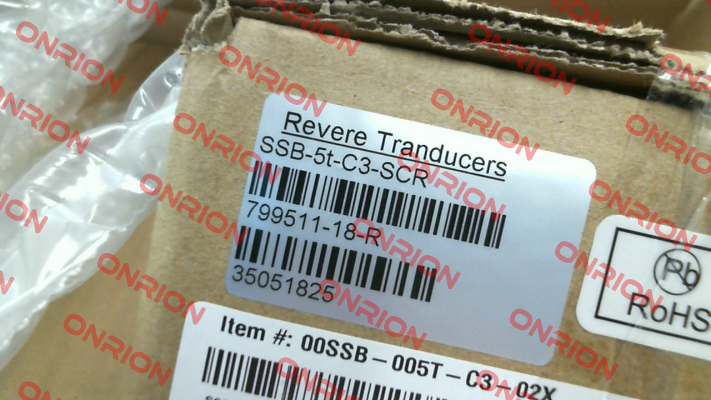 Revere Tranducers
SSB-5t-C3-SCR
799511-18-R
35051825
Pb
RoHS
Item #: 00SSB-005T-C3-02X
ONRION